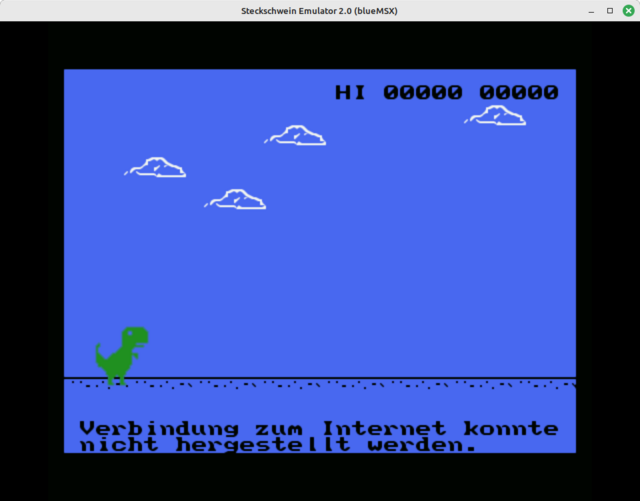 Steckschwein Emulator 2.0 (blueMSX)
HI 00000 00000
Verbindung zum Internet konnte
nicht hergestellt werden.